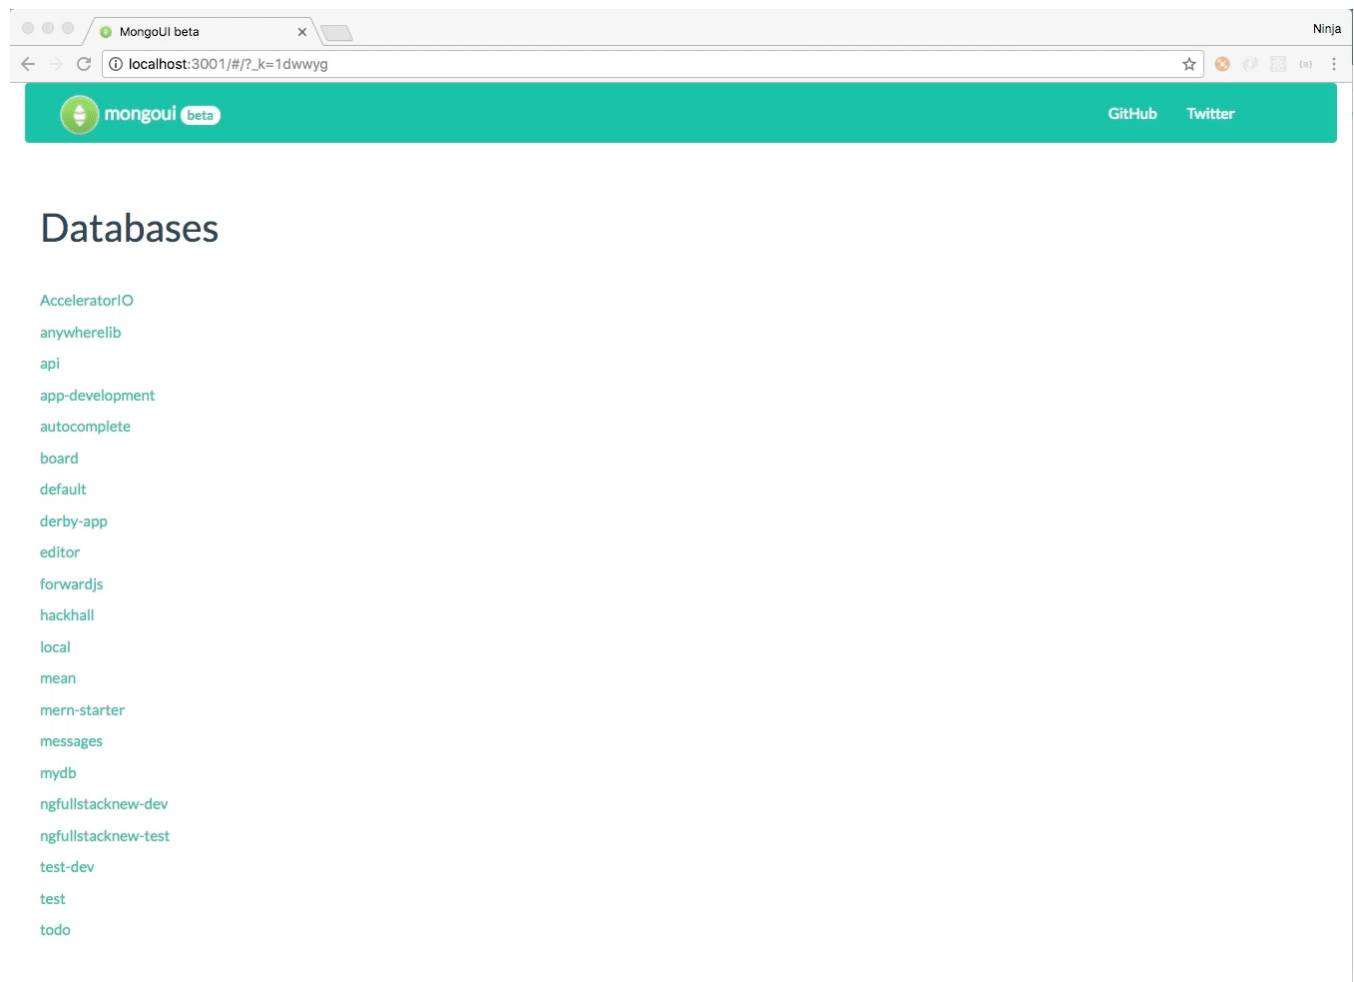 MongoUI beta
Ninja
localhost:3001/#/?_k=1dwwyg
mongoui beta GitHub Twitter
Databases
AcceleratorIO
anywherelib
api
app-development
autocomplete
board
default
derby-app
editor
forwardjs
hackhall
local
mean
mern-starter
messages
mydb
ngfullstacknew-dev
ngfullstacknew-test
test-dev
test
todo